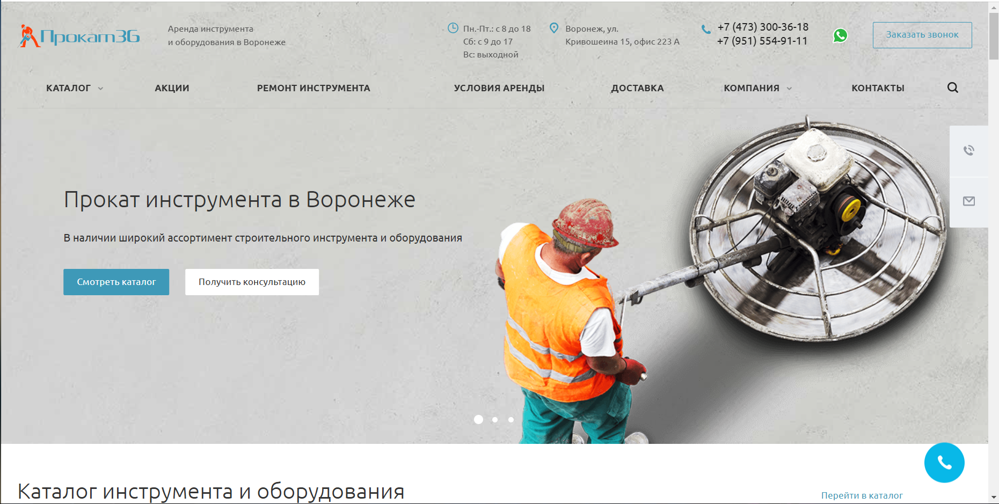 Прокат36
Аренда инструмента
и оборудования в Воронеже
Пн.-Пт.: с 8 до 18
Сб: с 9 до 17
Вс: выходной
Воронеж, ул.
Кривошеина 15, офис 223 А
+7 (473) 300-36-18
+7 (951) 554-91-11
Заказать звонок
КАТАЛОГ
АКЦИИ
РЕМОНТ ИНСТРУМЕНТА
УСЛОВИЯ АРЕНДЫ
ДОСТАВКА
КОМПАНИЯ
КОНТАКТЫ
Прокат инструмента в Воронеже
В наличии широкий ассортимент строительного инструмента и оборудования
Смотреть каталог
Получить консультацию
Каталог инструмента и оборудования
Перейти в каталог